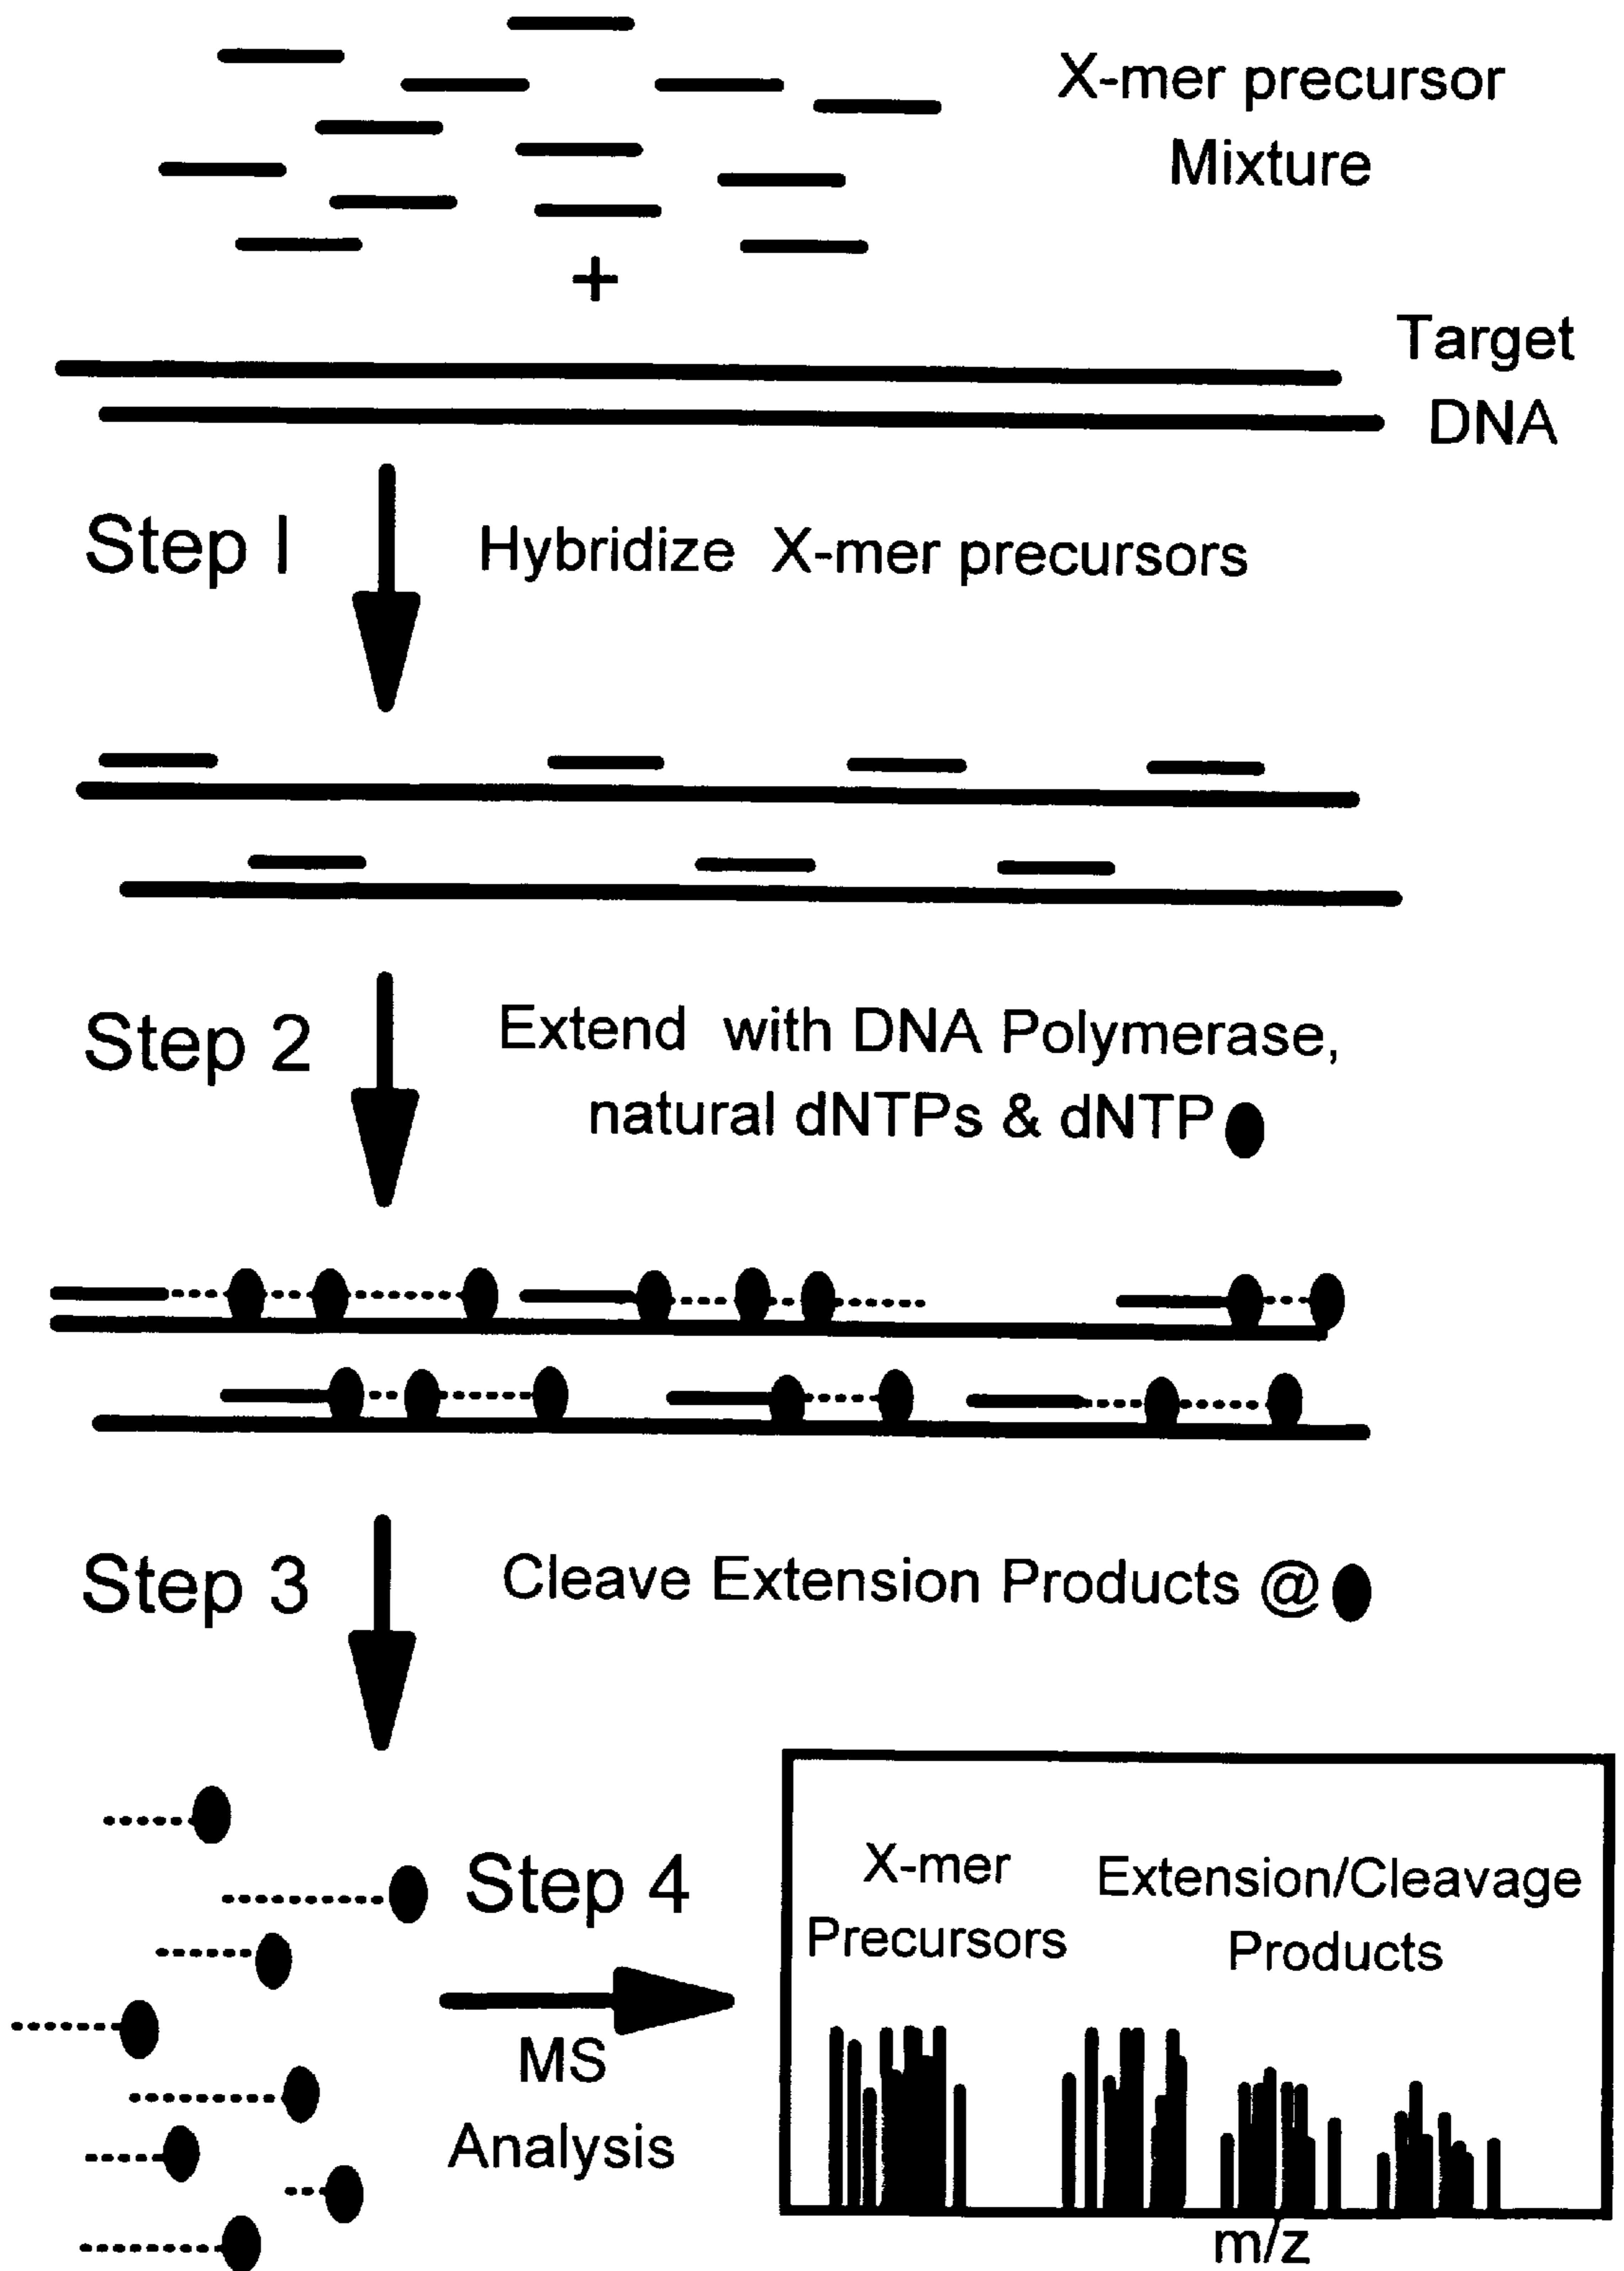 X-mer precursor
Mixture
+
Target
DNA
Step I
Hybridize X-mer precursors
Step 2
Extend with DNA Polymerase,
natural dNTPs & dNTP
Step 3
Cleave Extension Products @
Step 4
MS
Analysis
X-mer
Precursors
Extension/Cleavage
Products
m/z